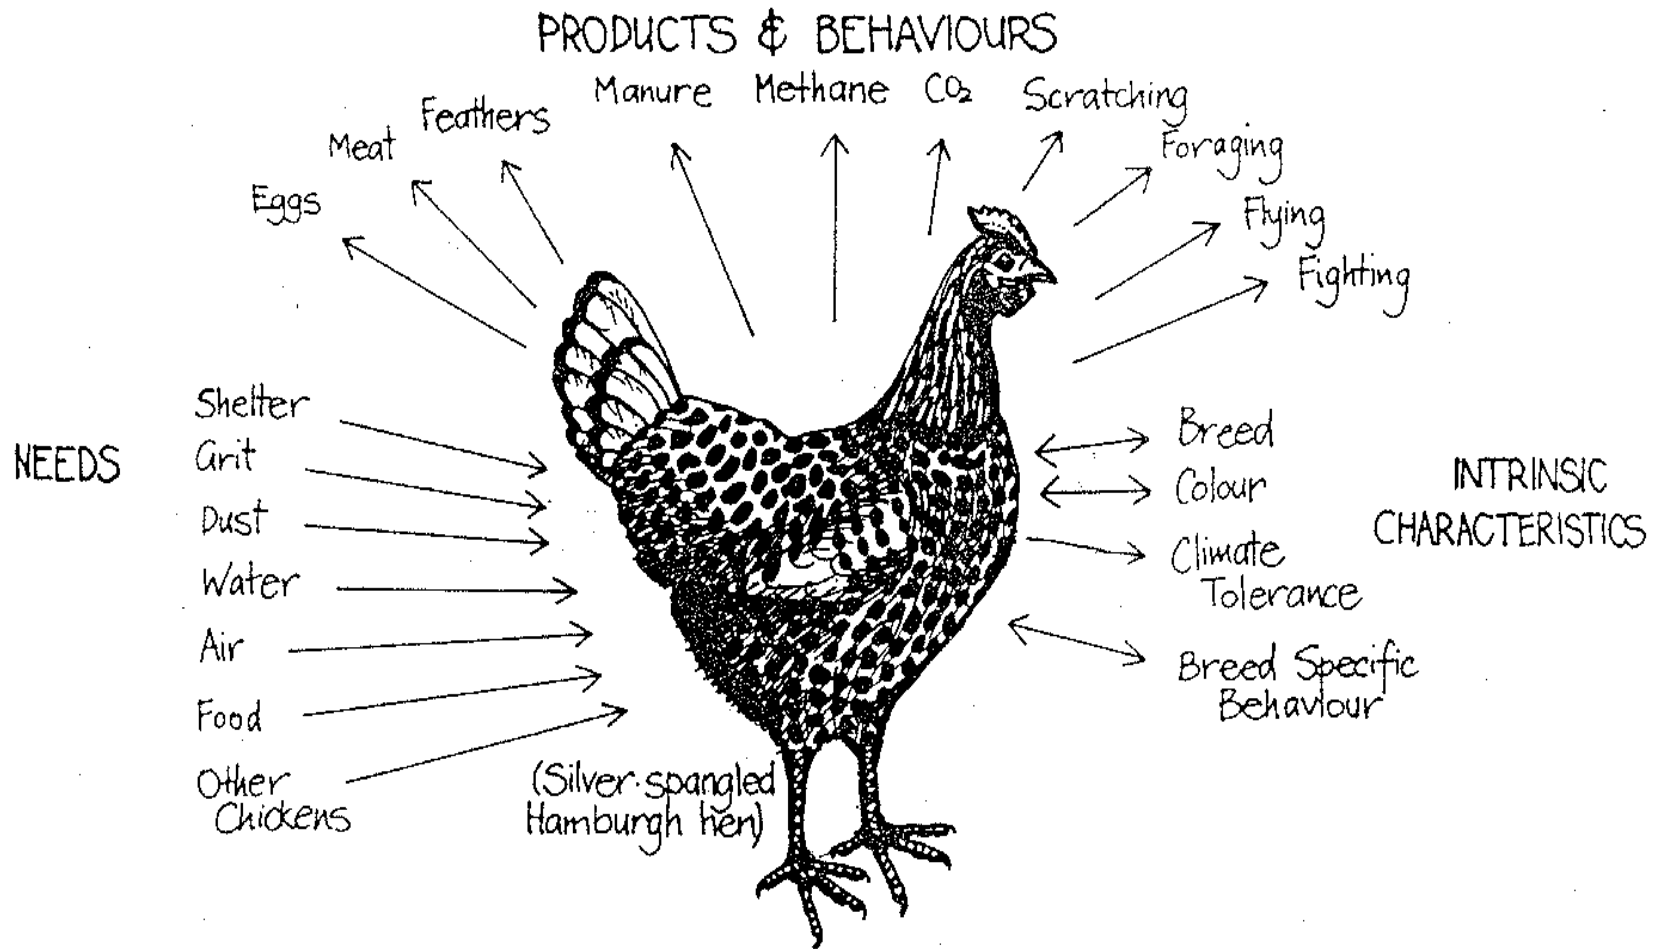 PRODUCTS & BEHAVIOURS
Manure
Methane
CO₂
Scratching
Feathers
Meat
Eggs
Foraging
Flying
Fighting
NEEDS
Shelter
Grit
Dust
Water
Air
Food
Other
Chickens
(Silver-spangled
Hamburgh hen)
Breed
Colour
Climate
Tolerance
Breed Specific
Behaviour
INTRINSIC
CHARACTERISTICS